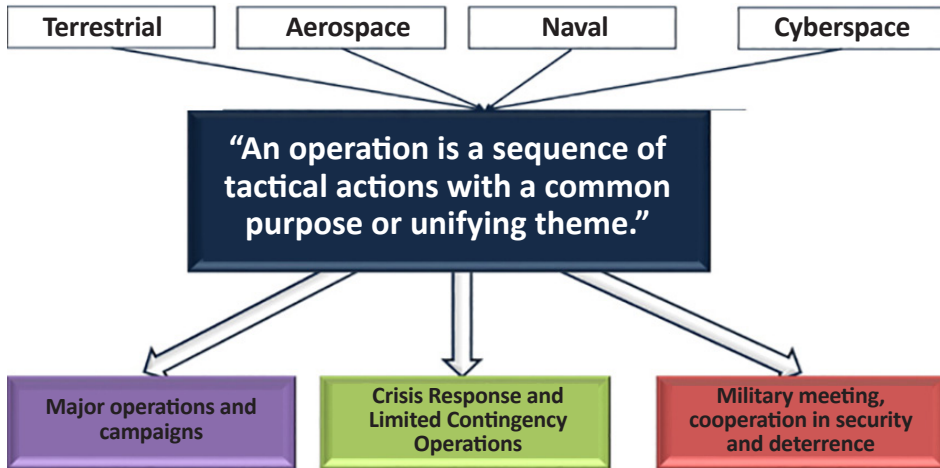 Terrestrial
Aerospace
Naval
Cyberspace
“An operation is a sequence of
tactical actions with a common
purpose or unifying theme.”
Major operations and
campaigns
Crisis Response and
Limited Contingency
Operations
Military meeting,
cooperation in security
and deterrence